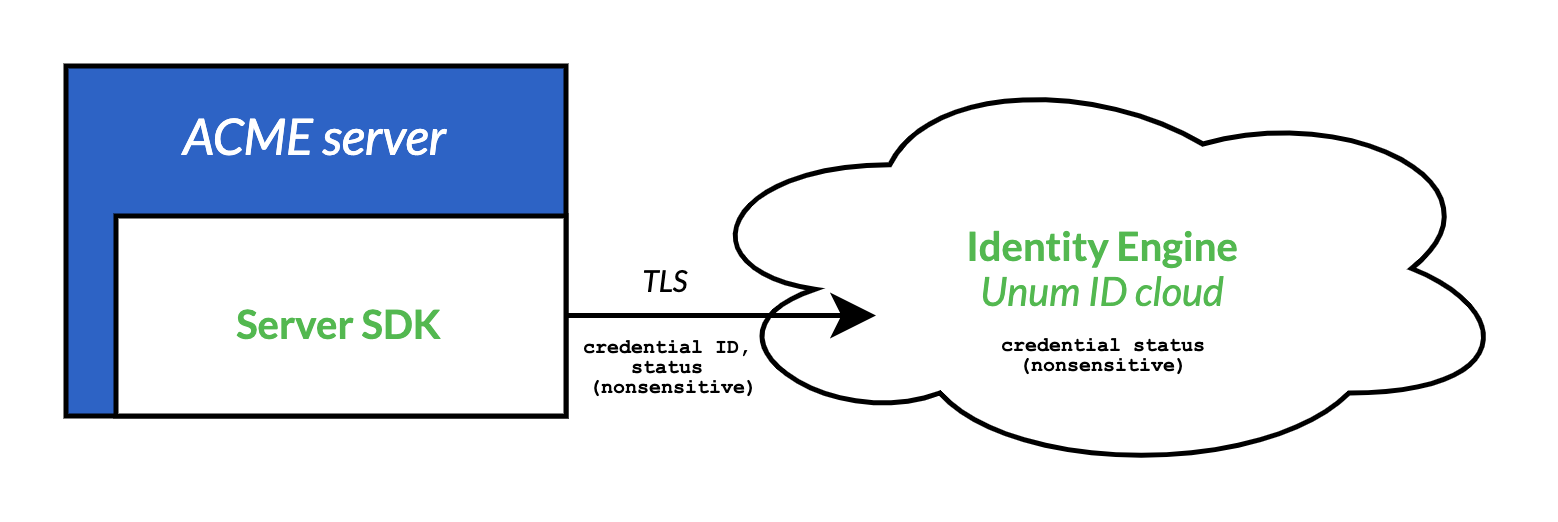 ACME server
Server SDK
TLS
credential ID,
status
(nonsensitive)
Identity Engine
Unum ID cloud
credential status
(nonsensitive)